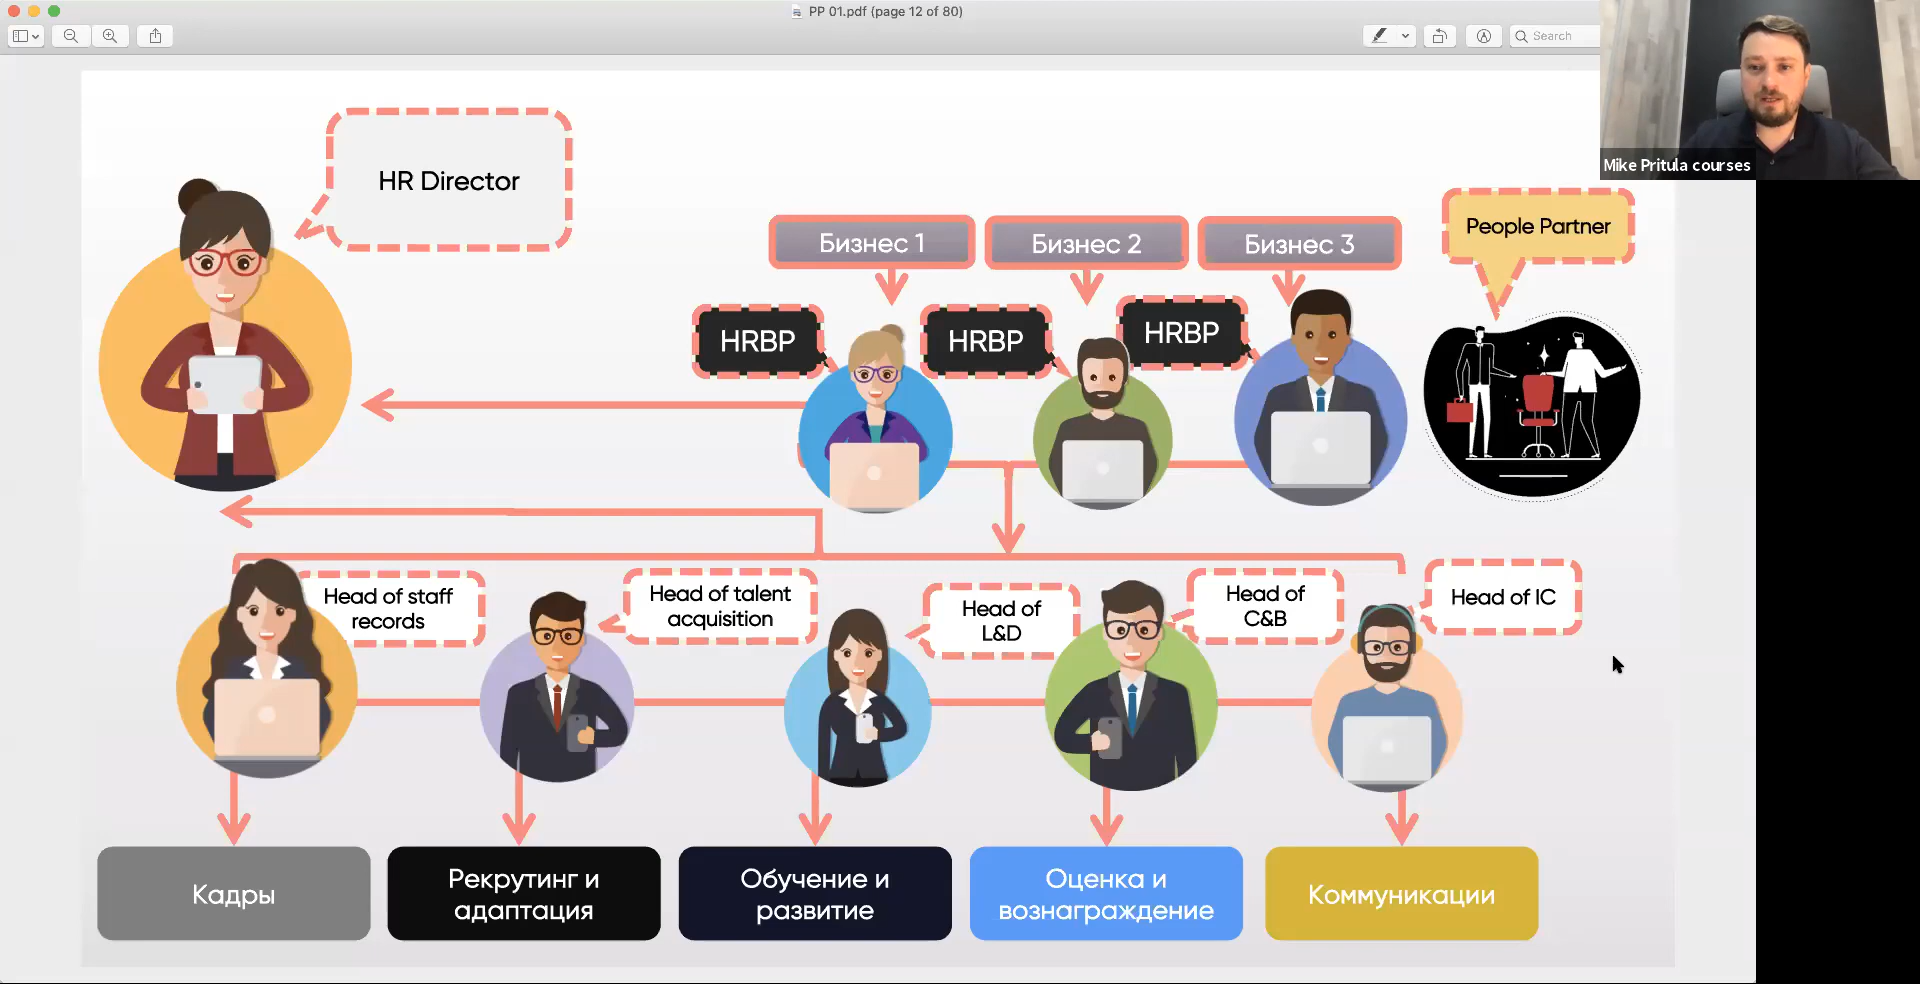 PP 01.pdf (page 12 of 80)
Search
Mike Pritula courses
HR Director
People Partner
Бизнес 1
Бизнес 2
Бизнес 3
HRBP
HRBP
HRBP
Head of staff
records
Head of talent
acquisition
Head of
L&D
Head of
C&B
Head of IC
Кадры
Рекрутинг и
адаптация
Обучение и
развитие
Оценка и
вознаграждение
Коммуникации